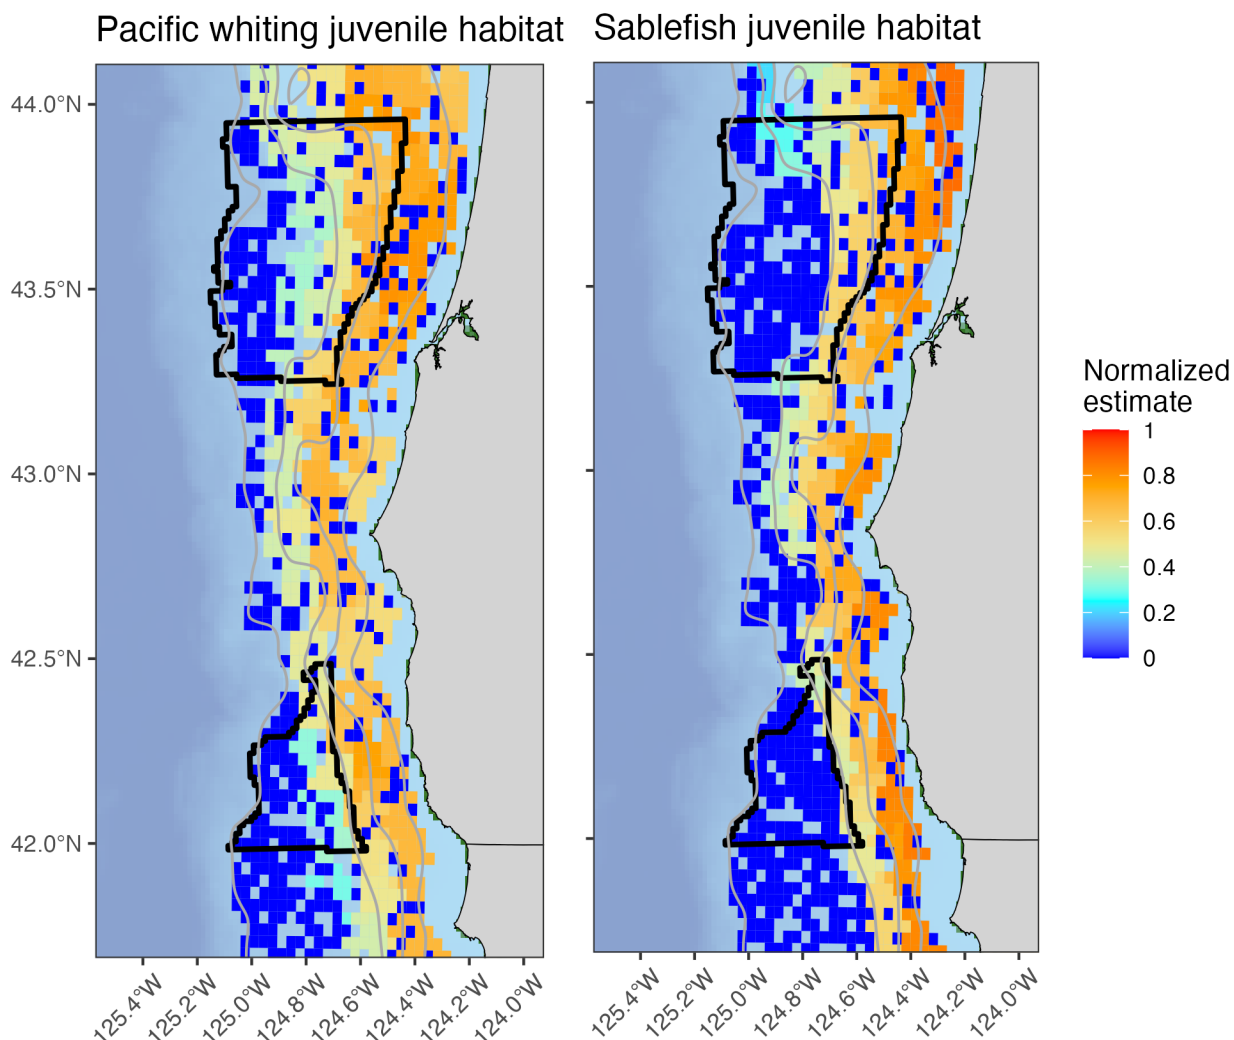 Pacific whiting juvenile habitat
Sablefish juvenile habitat
44.0°N
43.5°N
43.0°N
42.5°N
42.0°N
125.4°W
125.2°W
125.0°W
124.8°W
124.6°W
124.4°W
124.2°W
124.0°W
125.4°W
125.2°W
125.0°W
124.8°W
124.6°W
124.4°W
124.2°W
124.0°W
Normalized
estimate
1
0.8
0.6
0.4
0.2
0